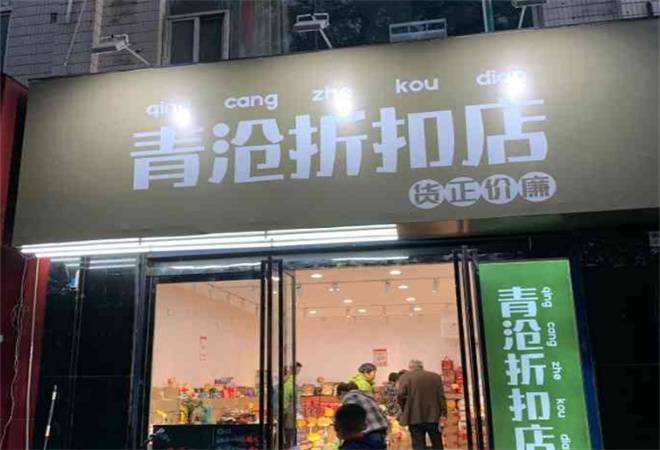 qing cang zhe kou dian
青沧折扣店
货正价廉
青沧折扣店
qing cang zhe kou dian